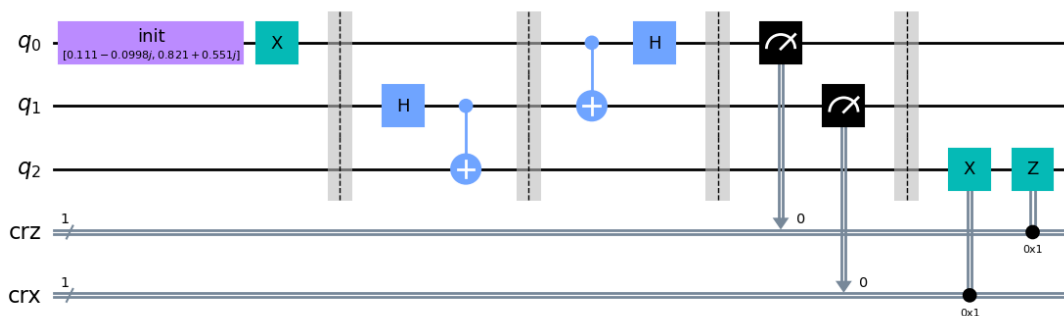 q0 init X H
[0.111 − 0.0998j, 0.821 + 0.551j]
q1 H
q2 X Z
crz 1 0 0x1
crx 1 0 0x1